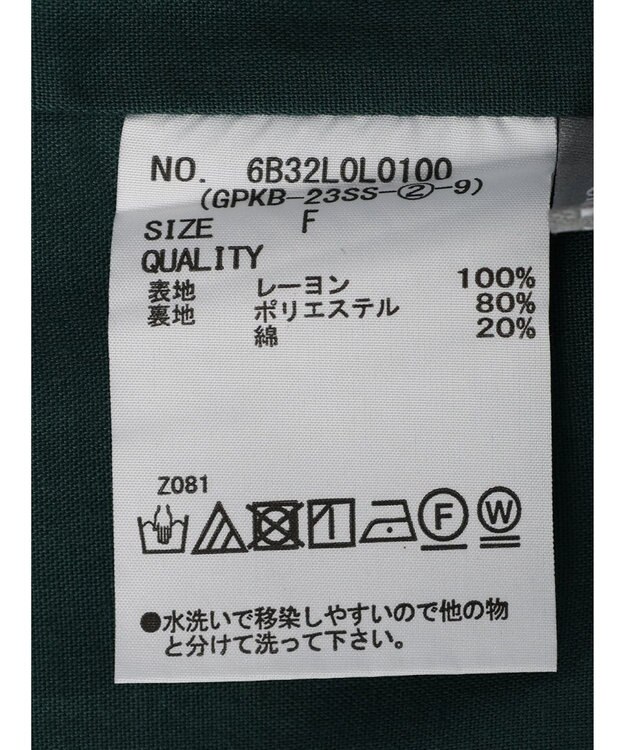 NO. 6B32L0L0100
(GPKB-23SS-②-9)
SIZE F
QUALITY
表地 レーヨン 100%
裏地 ポリエステル 80%
綿 20%
Z081
F W
●水洗いで移染しやすいので他の物
と分けて洗って下さい。